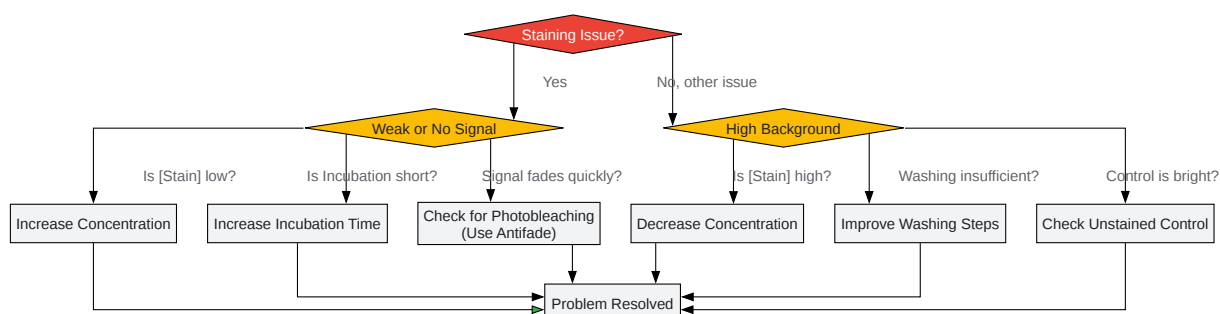 Staining Issue?
Yes
No, other issue
Weak or No Signal
High Background
Is [Stain] low?
Is Incubation short?
Signal fades quickly?
Is [Stain] high?
Washing insufficient?
Control is bright?
Increase Concentration
Increase Incubation Time
Check for Photobleaching
(Use Antifade)
Decrease Concentration
Improve Washing Steps
Check Unstained Control
Problem Resolved